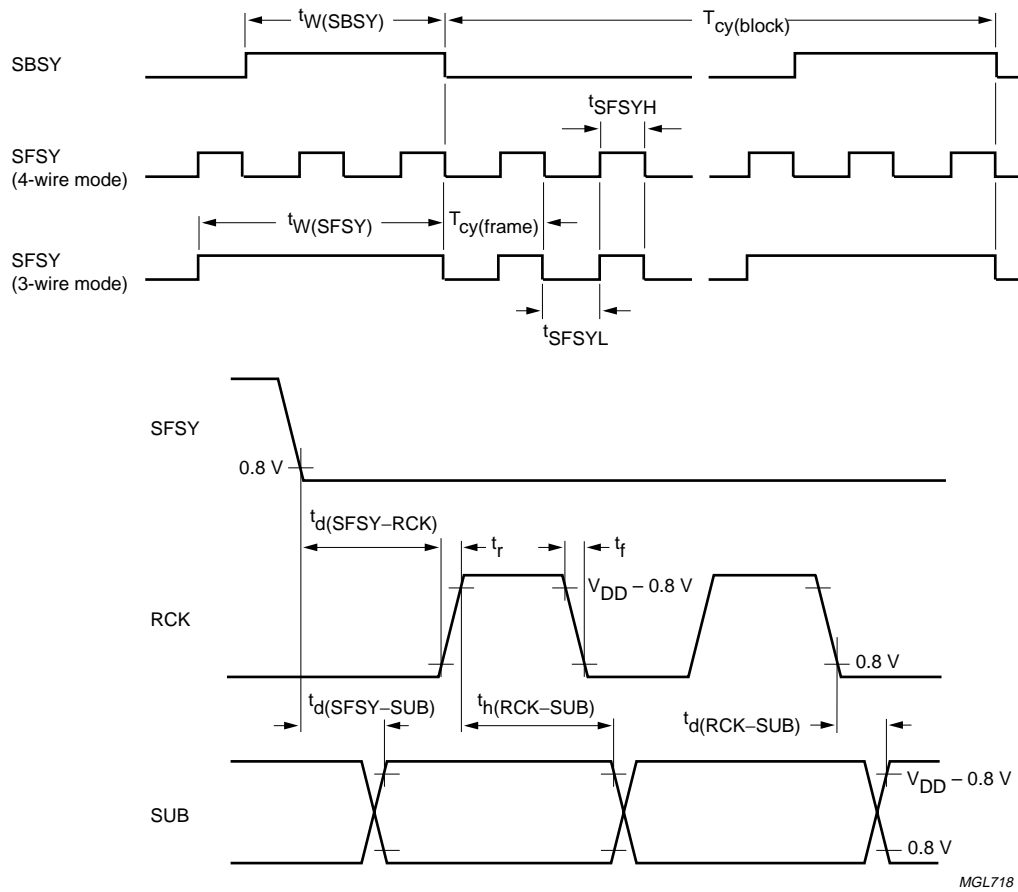 tW(SBSY)
Tcy(block)
SBSY
tSFSYH
SFSY
(4-wire mode)
tW(SFSY)
Tcy(frame)
SFSY
(3-wire mode)
tSFSYL
SFSY
0.8 V
td(SFSY–RCK)
tr
tf
VDD – 0.8 V
RCK
0.8 V
td(SFSY–SUB)
th(RCK–SUB)
td(RCK–SUB)
VDD – 0.8 V
SUB
0.8 V
MGL718